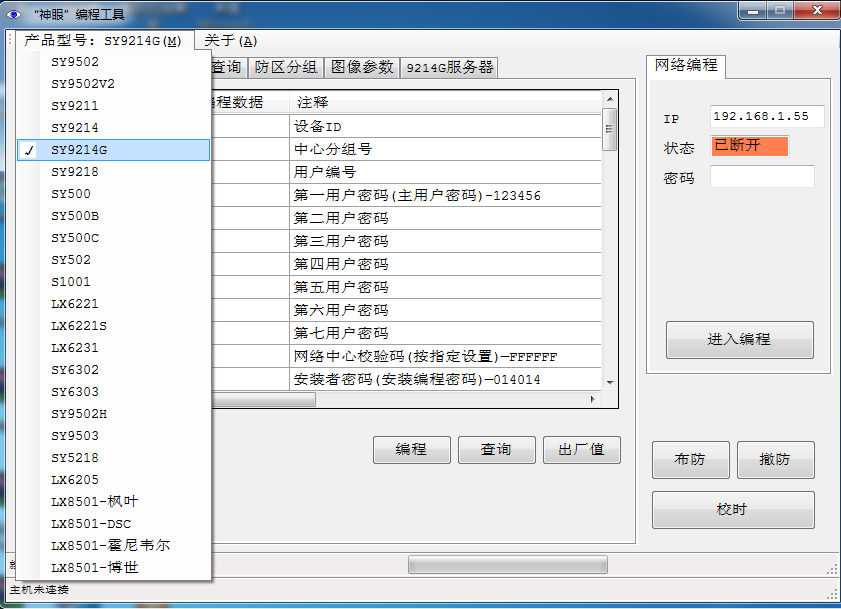 “神眼”编程工具
产品型号: SY9214G(M) 关于(A)
SY9502
SY9502V2
SY9211
SY9214
SY9214G
SY9218
SY500
SY500B
SY500C
SY502
S1001
LX6221
LX6221S
LX6231
SY6302
SY6303
SY9502H
SY9503
SY5218
LX6205
LX8501-枫叶
LX8501-DSC
LX8501-霍尼韦尔
LX8501-博世
查询 防区分组 图像参数 9214G服务器
编程数据 注释
设备ID
中心分组号
用户编号
第一用户密码(主用户密码)-123456
第二用户密码
第三用户密码
第四用户密码
第五用户密码
第六用户密码
第七用户密码
网络中心校验码(按指定设置)—FFFFFF
安装者密码(安装编程密码)—014014
编程 查询 出厂值
网络编程
IP 192.168.1.55
状态 已断开
密码
进入编程
布防 撤防
校时
主机未连接